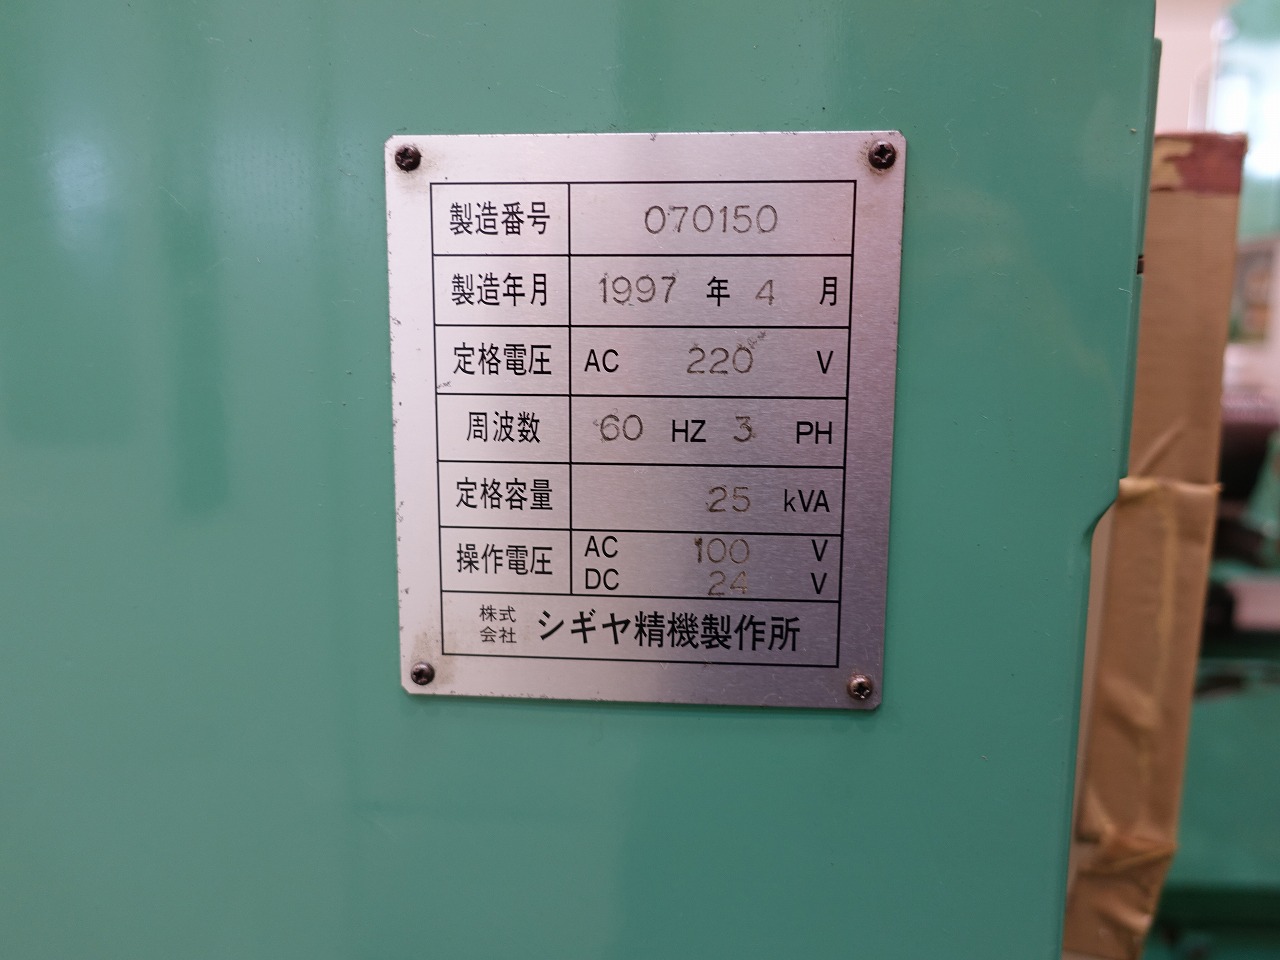 製造番号 070150
製造年月 1997 年 4 月
定格電圧 AC 220 V
周波数 60 HZ 3 PH
定格容量 25 kVA
操作電圧 AC 100 V
DC 24 V
株式会社 シギヤ精機製作所